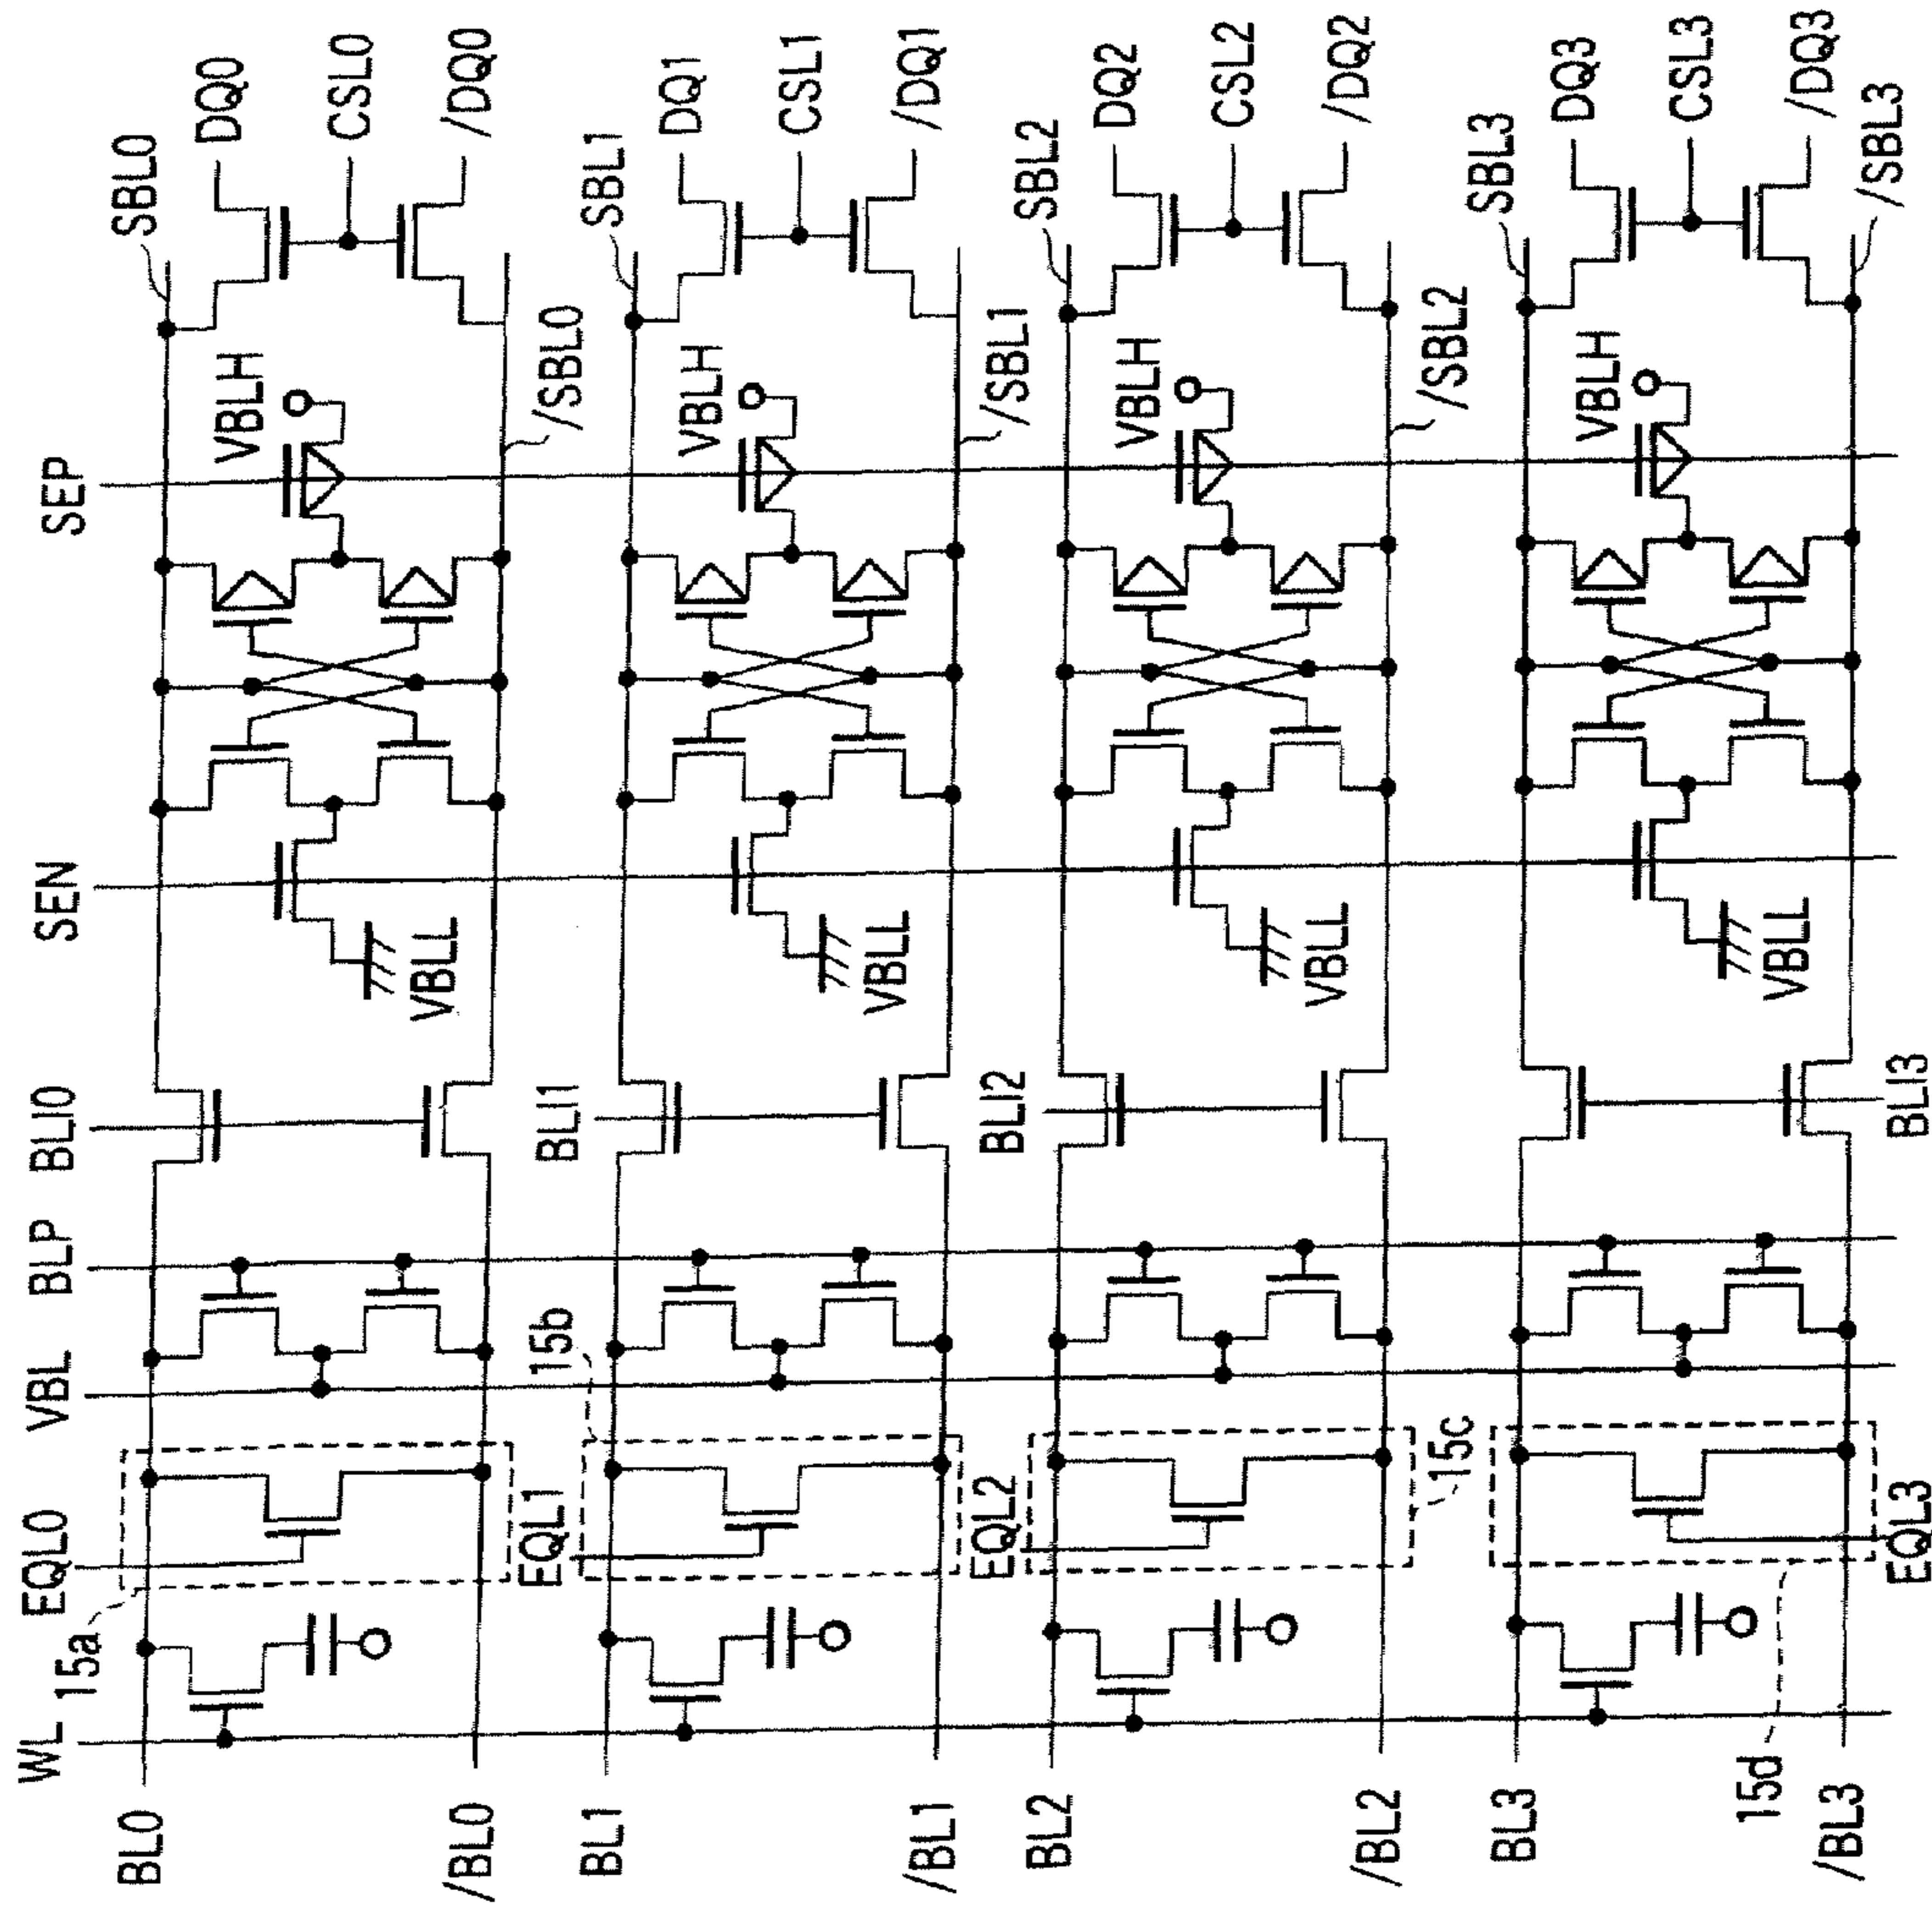 WL
15a
EQL0
VBL
BLP
BLI0
SEN
SEP
BL0
/BL0
VBLL
VBLH
SBL0
/SBL0
DQ0
CSL0
/DQ0
EQL1
15b
BLI1
BL1
/BL1
VBLL
VBLH
SBL1
/SBL1
DQ1
CSL1
/DQ1
EQL2
15c
BLI2
BL2
/BL2
VBLL
VBLH
SBL2
/SBL2
DQ2
CSL2
/DQ2
15d
EQL3
BLI3
BL3
/BL3
VBLL
VBLH
SBL3
/SBL3
DQ3
CSL3
/DQ3